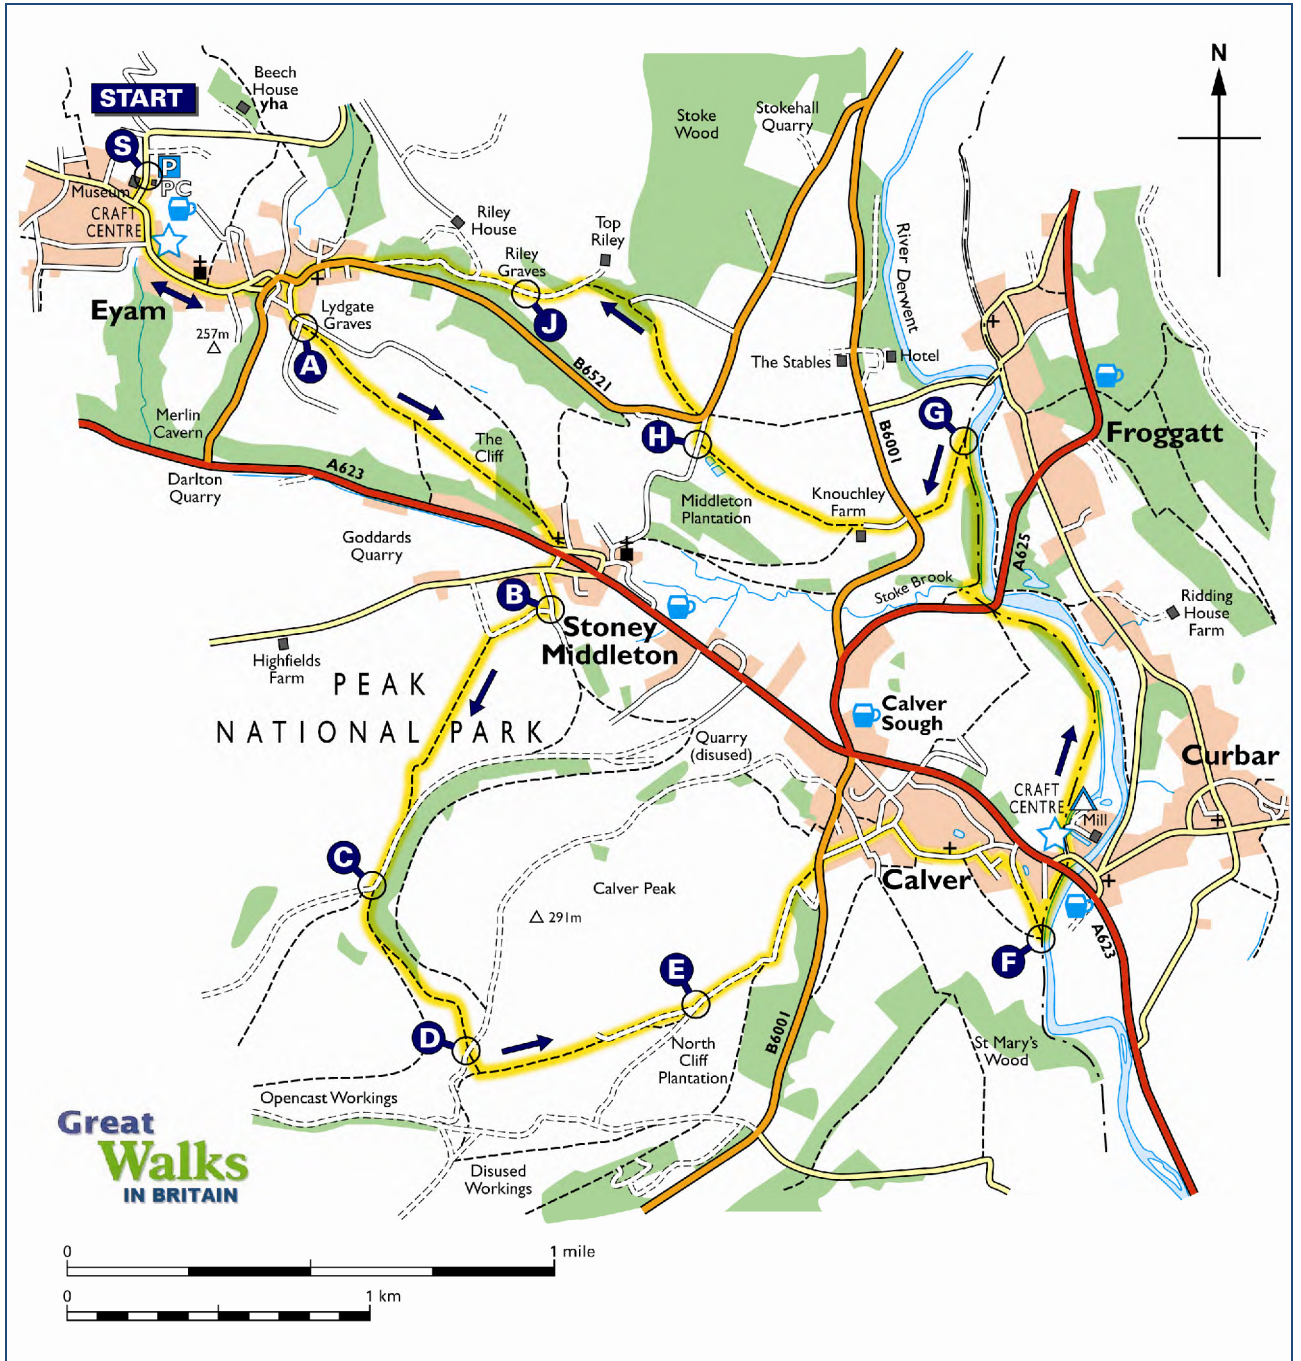 N
Beech
House
yha
START
S
P
PC
Museum
CRAFT
CENTRE
Eyam
257m
Lydgate
Graves
A
Merlin
Cavern
Darlton
Quarry
A623
Riley
House
Top
Riley
Riley
Graves
J
B6521
Stoke
Wood
Stokehall
Quarry
River Derwent
The Stables
Hotel
Froggatt
G
B6001
H
The
Cliff
Middleton
Plantation
Knouchley
Farm
Goddards
Quarry
A625
Stoke Brook
B
Stoney
Middleton
Ridding
House
Farm
Highfields
Farm
PEAK
NATIONAL PARK
Quarry
(disused)
Calver
Sough
Curbar
CRAFT
CENTRE
Mill
C
Calver Peak
291m
Calver
F
A623
E
D
B6001
North
Cliff
Plantation
St Mary's
Wood
Opencast Workings
Disused
Workings
Great
Walks
IN BRITAIN
0 1 mile
0 1 km